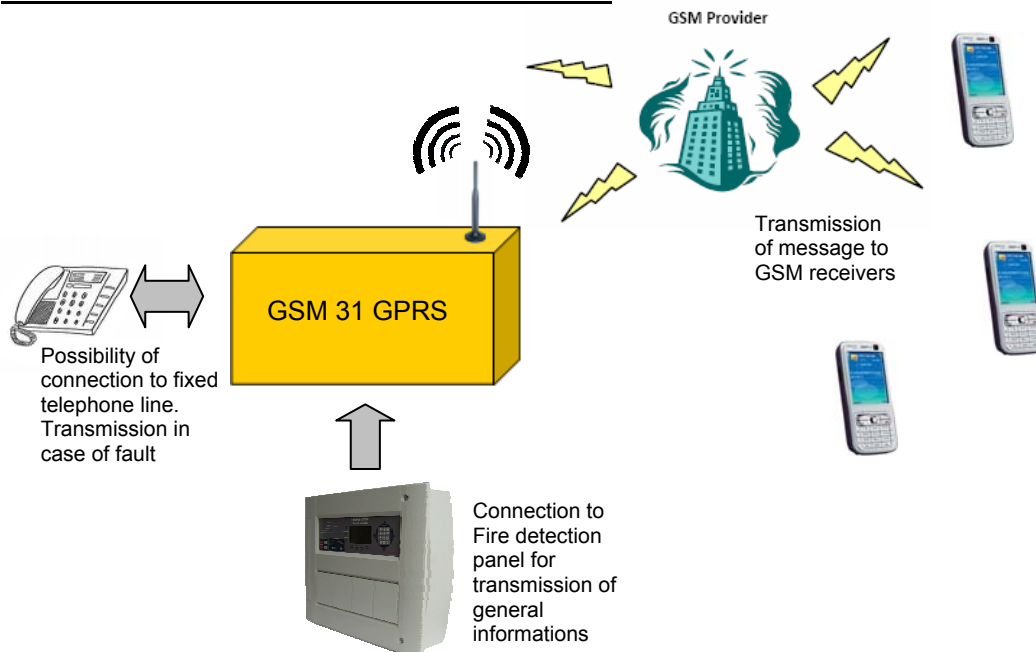 GSM Provider
Transmission
of message to
GSM receivers
GSM 31 GPRS
Possibility of
connection to fixed
telephone line.
Transmission in
case of fault
Connection to
Fire detection
panel for
transmission of
general
informations